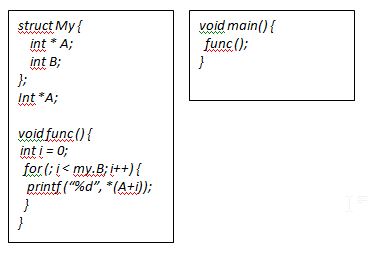 struct My {
int * A;
int B;
};
Int *A;
void func () {
int i = 0;
for (; i < my.B; i++) {
printf (“%d”, *(A+i));
}
}
void main() {
func ();
}